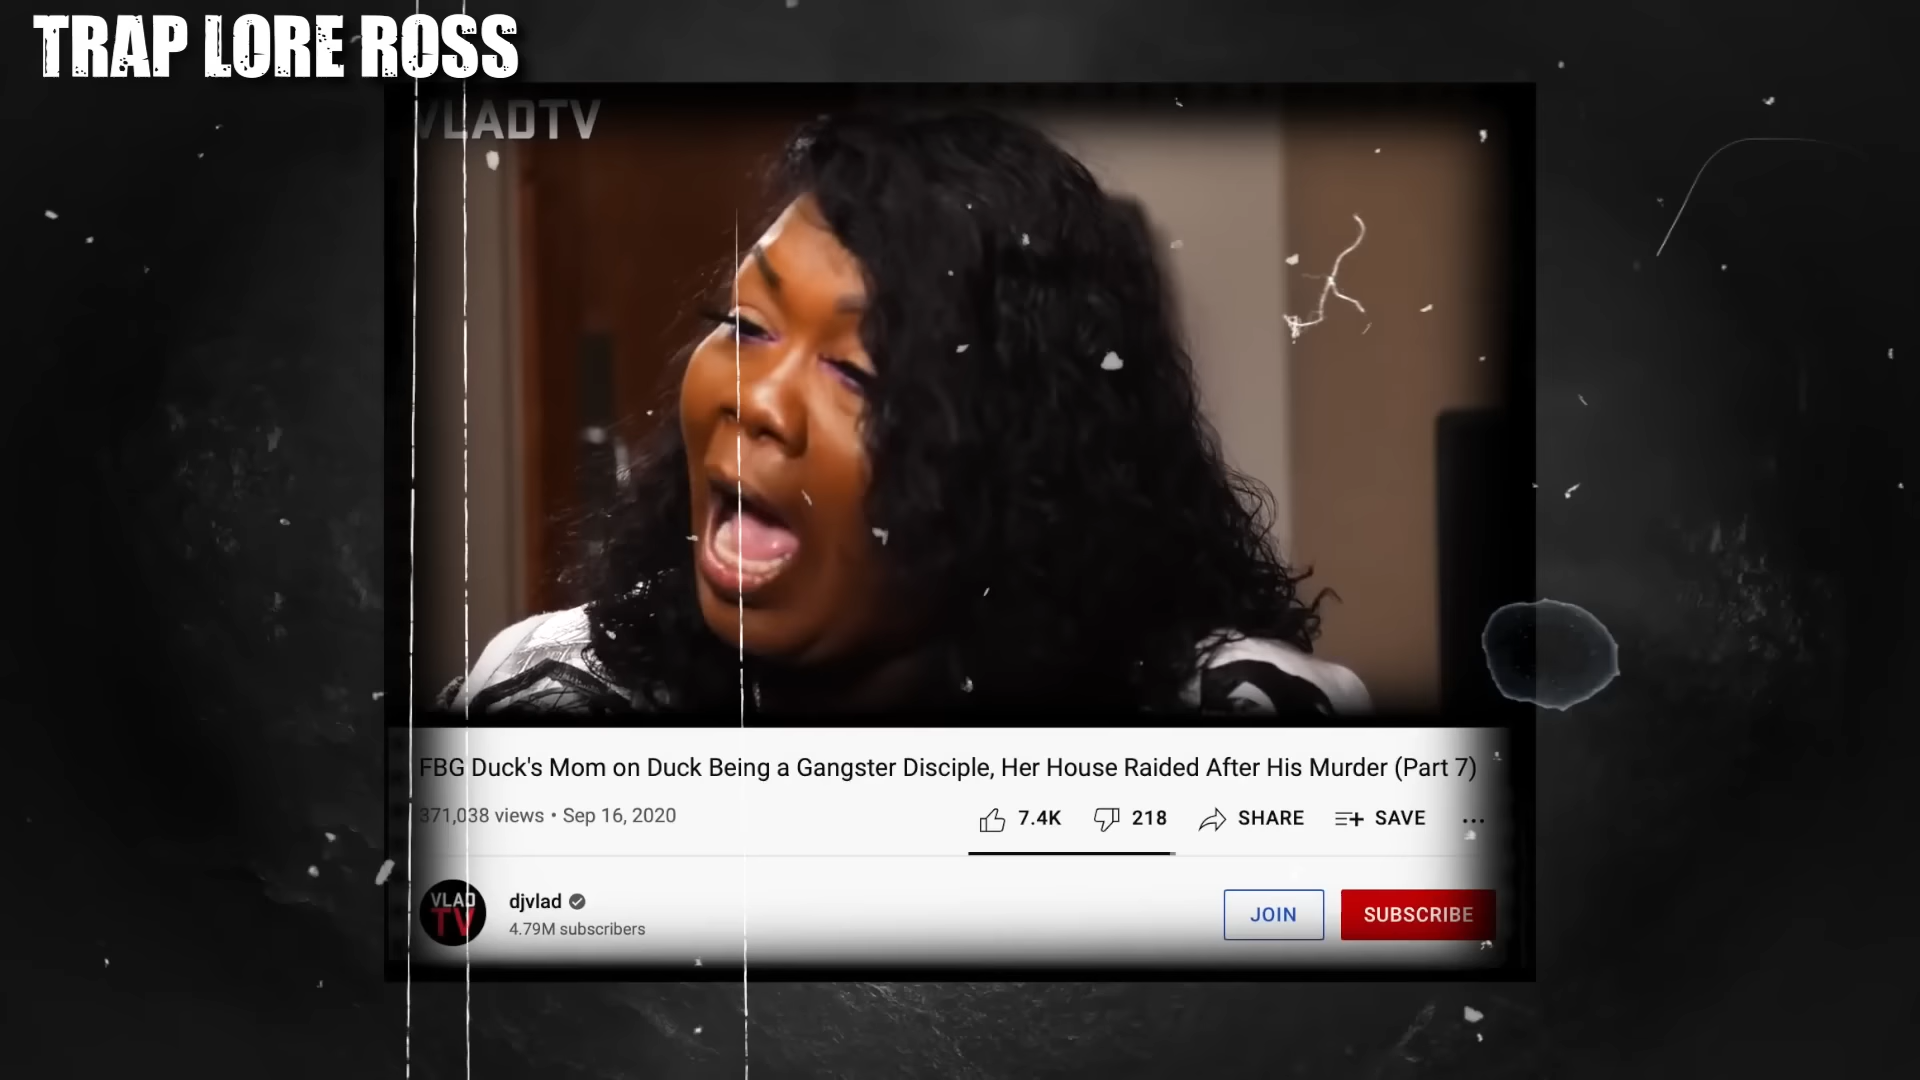 TRAP LORE ROSS
VLADTV
FBG Duck's Mom on Duck Being a Gangster Disciple, Her House Raided After His Murder (Part 7)
371,038 views • Sep 16, 2020
7.4K
218
SHARE
SAVE
...
VLAD
TV
djvlad
4.79M subscribers
JOIN
SUBSCRIBE